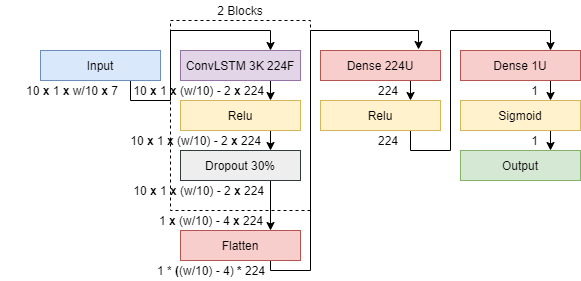 2 Blocks
Input
ConvLSTM 3K 224F
Dense 224U
Dense 1U
10 x 1 x w/10 x 7
10 x 1 x (w/10) - 2 x 224
224
1
Relu
Relu
Sigmoid
10 x 1 x (w/10) - 2 x 224
224
1
Dropout 30%
Output
10 x 1 x (w/10) - 2 x 224
1 x (w/10) - 4 x 224
Flatten
1 * ((w/10) - 4) * 224